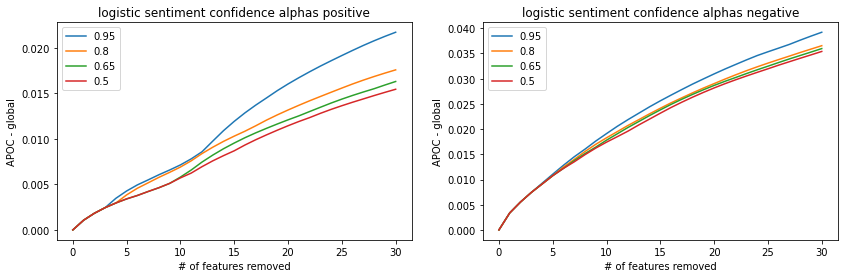 logistic sentiment confidence alphas positive
0.95
0.8
0.65
0.5
APOC - global
0.020
0.015
0.010
0.005
0.000
0 5 10 15 20 25 30
# of features removed
logistic sentiment confidence alphas negative
0.95
0.8
0.65
0.5
APOC - global
0.040
0.035
0.030
0.025
0.020
0.015
0.010
0.005
0.000
0 5 10 15 20 25 30
# of features removed